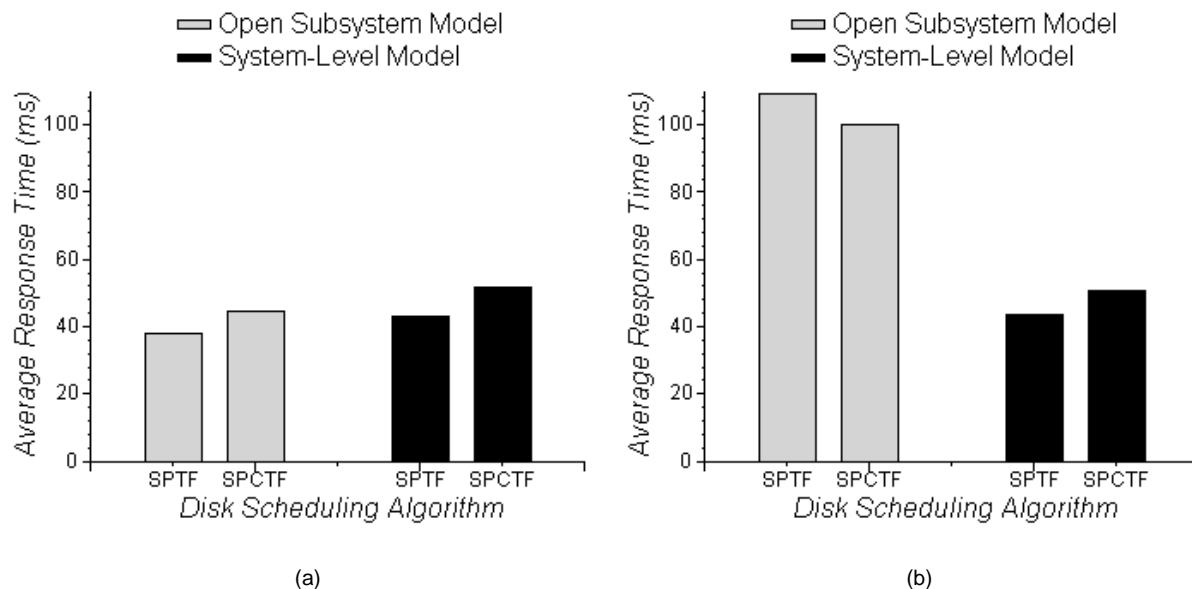 Open Subsystem Model
System-Level Model
Average Response Time (ms)
100
80
60
40
20
0
SPTF
SPCTF
SPTF
SPCTF
Disk Scheduling Algorithm
(a)
Open Subsystem Model
System-Level Model
Average Response Time (ms)
100
80
60
40
20
0
SPTF
SPCTF
SPTF
SPCTF
Disk Scheduling Algorithm
(b)